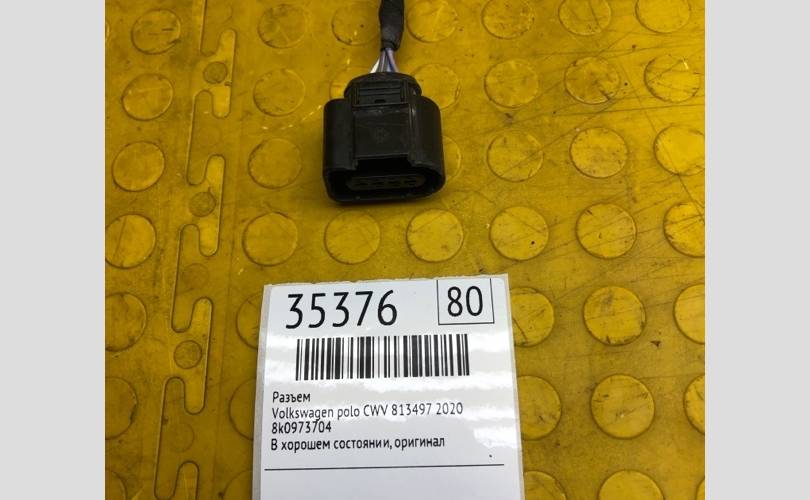 35376 80
Разъем
Volkswagen polo CWV 813497 2020
8k0973704
В хорошем состоянии, оригинал